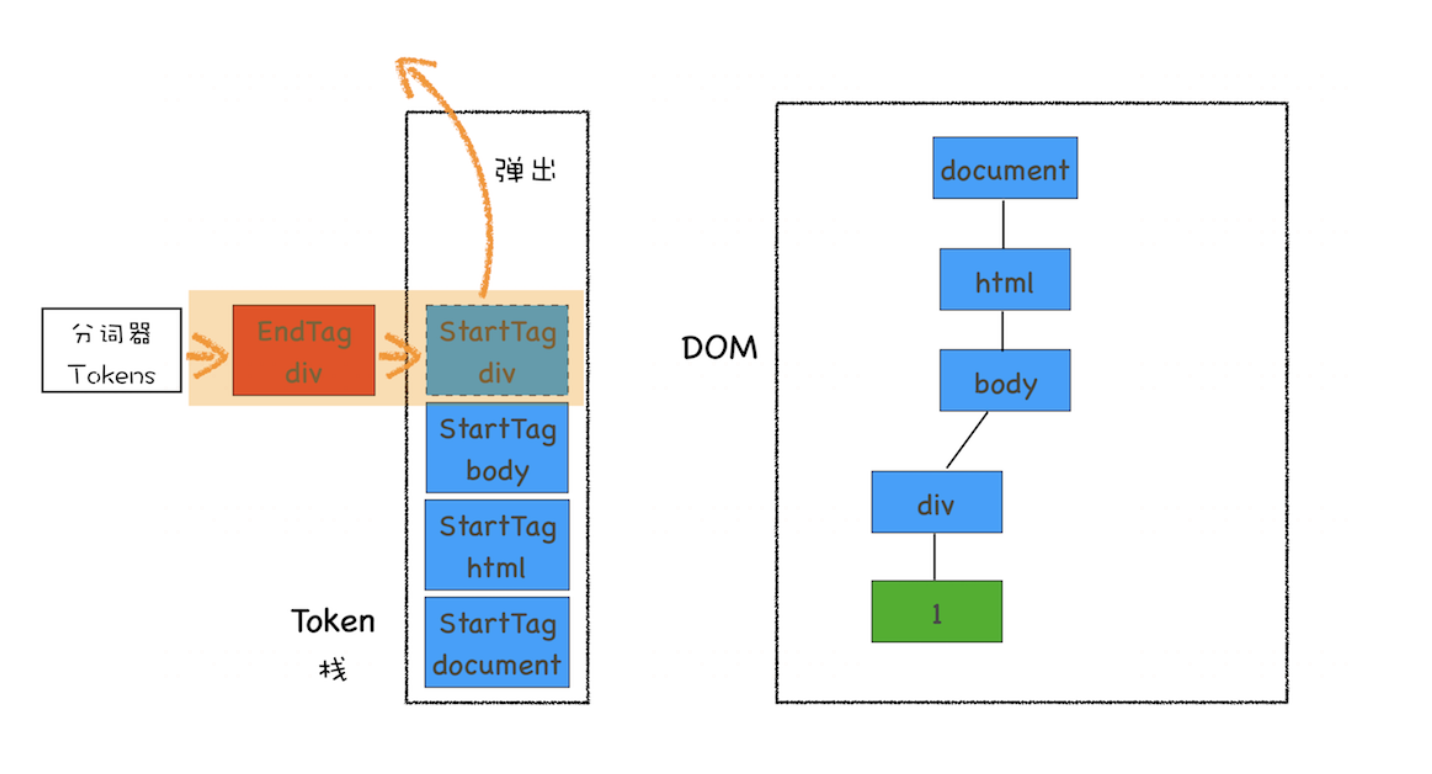 弹出
分词器
Tokens
EndTag
div
StartTag
div
StartTag
body
StartTag
html
StartTag
document
Token
栈
DOM
document
html
body
div
1